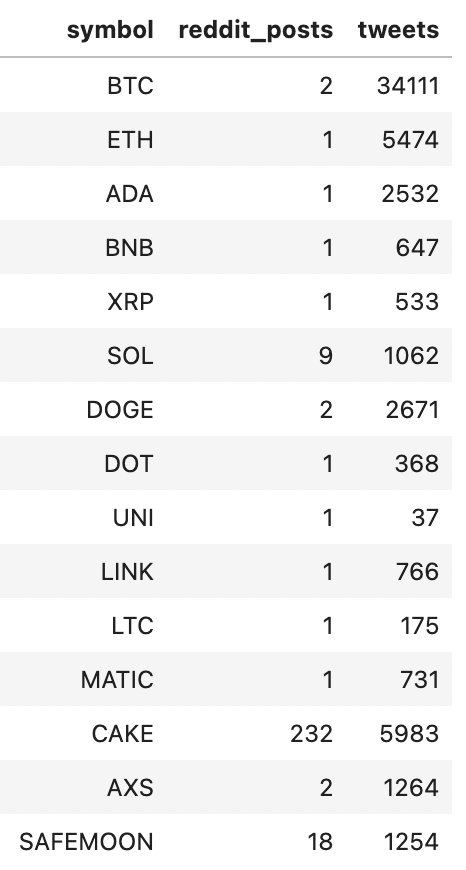 symbol reddit_posts tweets
BTC 2 34111
ETH 1 5474
ADA 1 2532
BNB 1 647
XRP 1 533
SOL 9 1062
DOGE 2 2671
DOT 1 368
UNI 1 37
LINK 1 766
LTC 1 175
MATIC 1 731
CAKE 232 5983
AXS 2 1264
SAFEMOON 18 1254